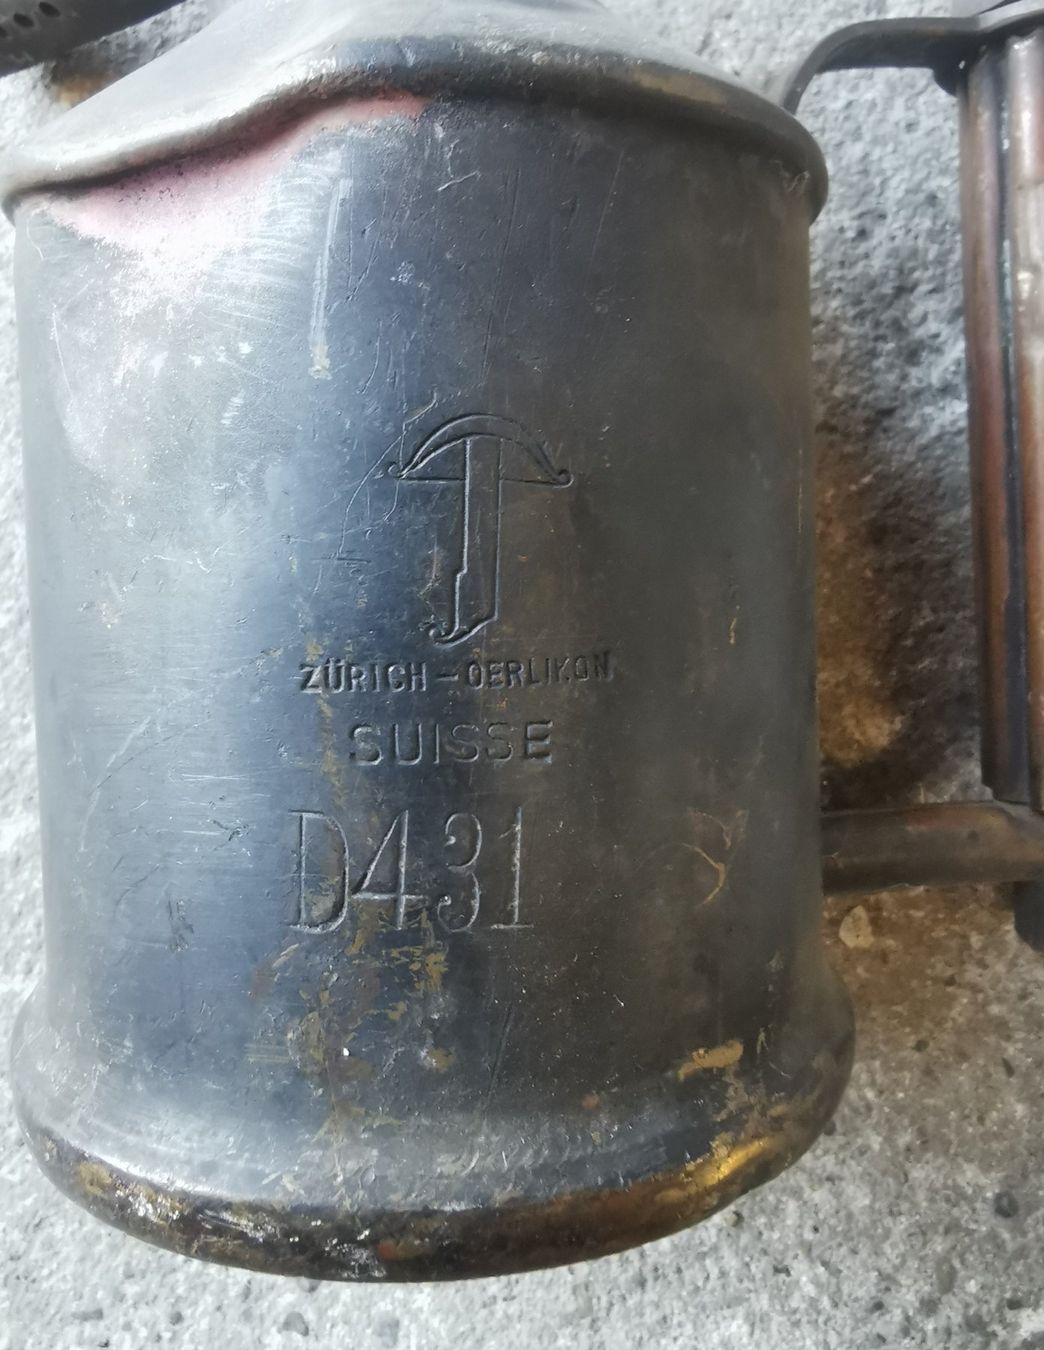 ZÜRICH – OERLIKON
SUISSE
D431